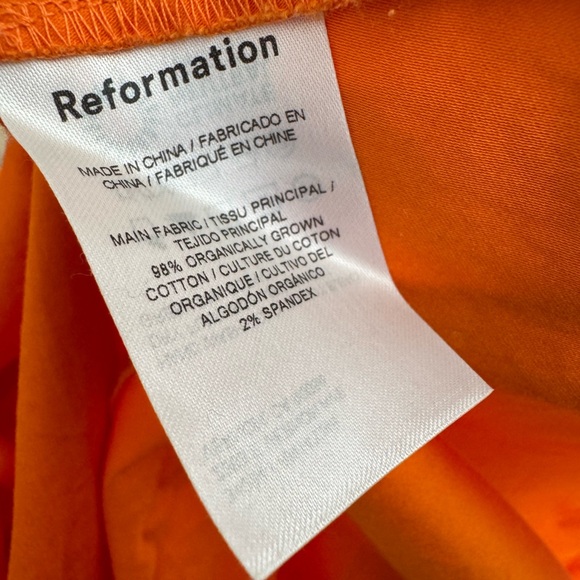 Reformation
MADE IN CHINA / FABRICADO EN
CHINA / FABRIQUÉ EN CHINE
MAIN FABRIC / TISSU PRINCIPAL /
TEJIDO PRINCIPAL
98% ORGANICALLY GROWN
COTTON / CULTURE DU COTON
ORGANIQUE / CULTIVO DEL
ALGODÓN ORGÁNICO
2% SPANDEX